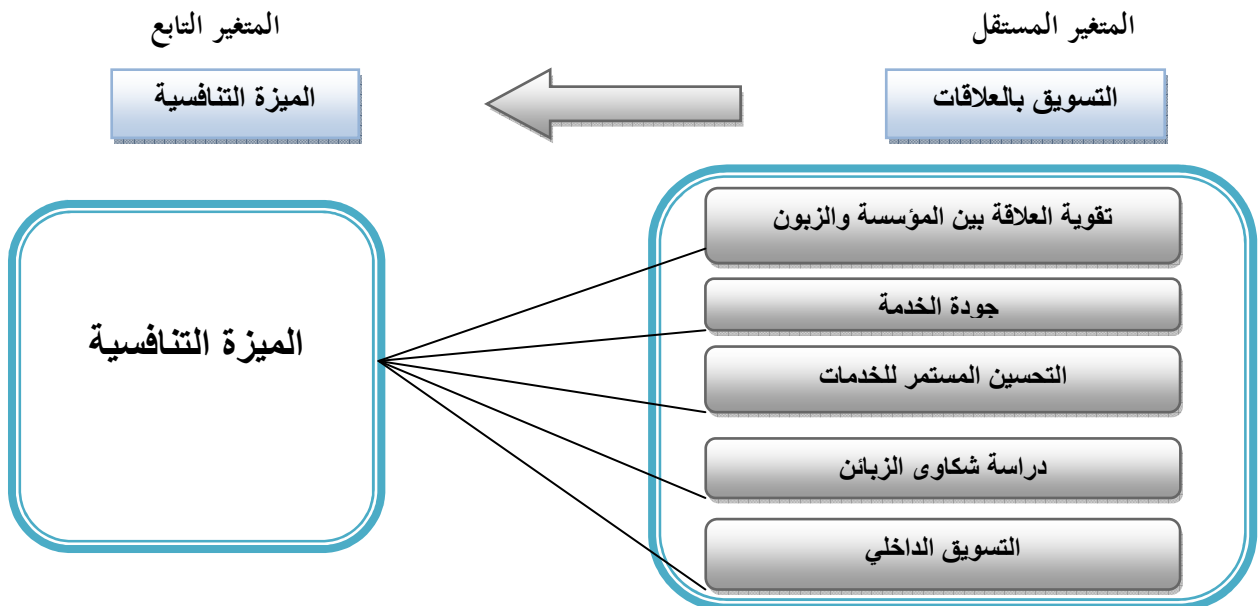 المتغير المستقل
المتغير التابع
التسويق بالعلاقات
الميزة التنافسية
تقوية العلاقة بين المؤسسة والزبون
جودة الخدمة
التحسين المستمر للخدمات
دراسة شكاوى الزبائن
التسويق الداخلي
الميزة التنافسية